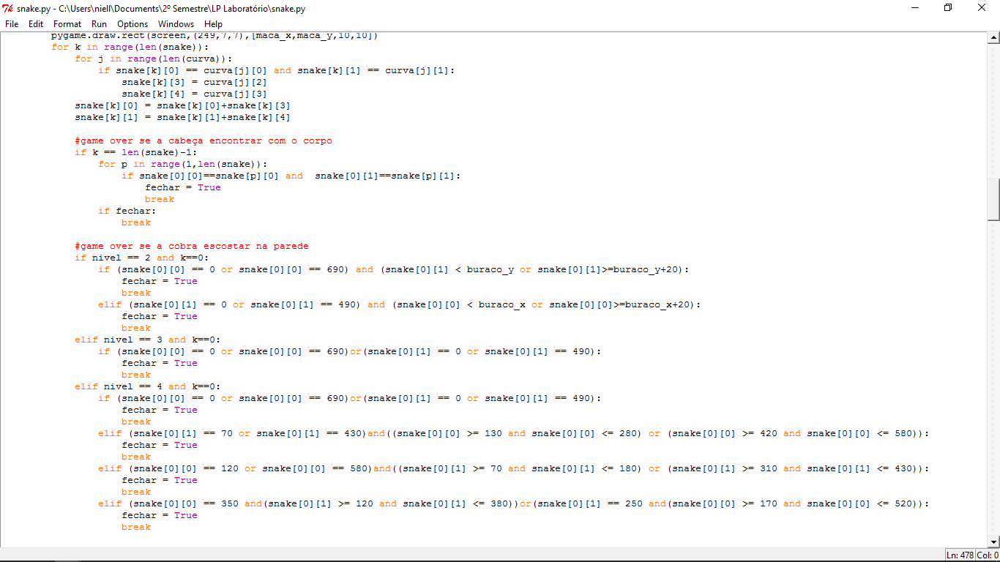 snake.py - C:\Users\niell\Documents\2º Semestre\LP Laboratório\snake.py
File Edit Format Run Options Windows Help
pygame.draw.rect(screen,(249,7,7),[maca_x,maca_y,10,10])
for k in range(len(snake)):
    for j in range(len(curva)):
        if snake[k][0] == curva[j][0] and snake[k][1] == curva[j][1]:
            snake[k][3] = curva[j][2]
            snake[k][4] = curva[j][3]
    snake[k][0] = snake[k][0]+snake[k][3]
    snake[k][1] = snake[k][1]+snake[k][4]
    #game over se a cabeça encontrar com o corpo
    if k == len(snake)-1:
        for p in range(1,len(snake)):
            if snake[0][0]==snake[p][0] and  snake[0][1]==snake[p][1]:
                fechar = True
                break
        if fechar:
            break
    #game over se a cobra escostar na parede
    if nivel == 2 and k==0:
        if (snake[0][0] == 0 or snake[0][0] == 690) and (snake[0][1] < buraco_y or snake[0][1]>=buraco_y+20):
            fechar = True
            break
        elif (snake[0][1] == 0 or snake[0][1] == 490) and (snake[0][0] < buraco_x or snake[0][0]>=buraco_x+20):
            fechar = True
            break
    elif nivel == 3 and k==0:
        if (snake[0][0] == 0 or snake[0][0] == 690)or(snake[0][1] == 0 or snake[0][1] == 490):
            fechar = True
            break
    elif nivel == 4 and k==0:
        if (snake[0][0] == 0 or snake[0][0] == 690)or(snake[0][1] == 0 or snake[0][1] == 490):
            fechar = True
            break
        elif (snake[0][1] == 70 or snake[0][1] == 430)and((snake[0][0] >= 130 and snake[0][0] <= 280) or (snake[0][0] >= 420 and snake[0][0] <= 580)):
            fechar = True
            break
        elif (snake[0][0] == 120 or snake[0][0] == 580)and((snake[0][1] >= 70 and snake[0][1] <= 180) or (snake[0][1] >= 310 and snake[0][1] <= 430)):
            fechar = True
            break
        elif (snake[0][0] == 350 and(snake[0][1] >= 120 and snake[0][1] <= 380))or(snake[0][1] == 250 and(snake[0][0] >= 170 and snake[0][0] <= 520)):
            fechar = True
            break
Ln: 478 Col: 0